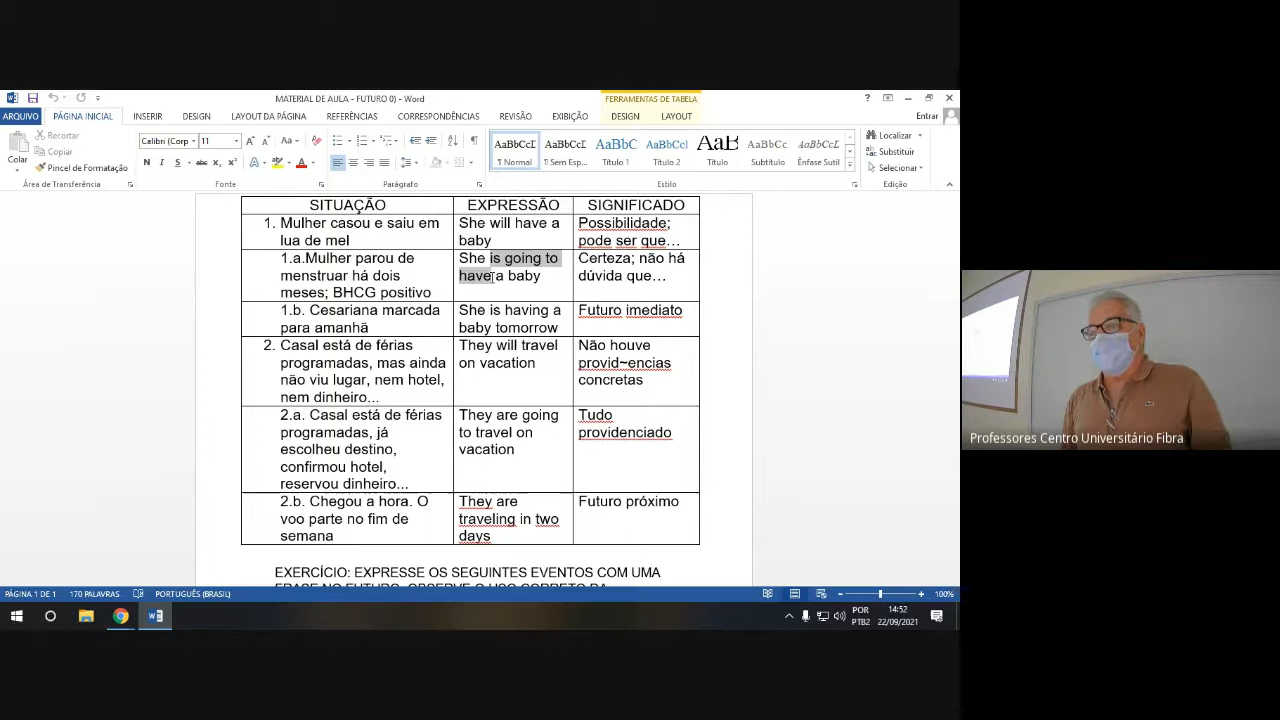 MATERIAL DE AULA - FUTURO 0) - Word
FERRAMENTAS DE TABELA
Entrar
ARQUIVO
PÁGINA INICIAL
INSERIR
DESIGN
LAYOUT DA PÁGINA
REFERÊNCIAS
CORRESPONDÊNCIAS
REVISÃO
EXIBIÇÃO
DESIGN
LAYOUT
Colar
Recortar
Copiar
Pincel de Formatação
Área de Transferência
Calibri (Corp
11
Fonte
Parágrafo
AaBbCcD
¶ Normal
AaBbCcD
¶ Sem Esp...
AaBbC
Título 1
AaBbCcI
Título 2
AaB
Título
AaBbCc
Subtítulo
AaBbCcL
Ênfase Sutil
Estilo
Localizar
Substituir
Selecionar
Edição
SITUAÇÃO
EXPRESSÃO
SIGNIFICADO
1. Mulher casou e saiu em
lua de mel
She will have a
baby
Possibilidade;
pode ser que...
1.a.Mulher parou de
menstruar há dois
meses; BHCG positivo
She is going to
have a baby
Certeza; não há
dúvida que...
1.b. Cesariana marcada
para amanhã
She is having a
baby tomorrow
Futuro imediato
2. Casal está de férias
programadas, mas ainda
não viu lugar, nem hotel,
nem dinheiro...
They will travel
on vacation
Não houve
provid~encias
concretas
2.a. Casal está de férias
programadas, já
escolheu destino,
confirmou hotel,
reservou dinheiro...
They are going
to travel on
vacation
Tudo
providenciado
2.b. Chegou a hora. O
voo parte no fim de
semana
They are
traveling in two
days
Futuro próximo
EXERCÍCIO: EXPRESSE OS SEGUINTES EVENTOS COM UMA
FRASE NO FUTURO. OBSERVE O USO CORRETO DA
PÁGINA 1 DE 1
170 PALAVRAS
PORTUGUÊS (BRASIL)
100%
POR
PTB2
14:52
22/09/2021
Professores Centro Universitário Fibra